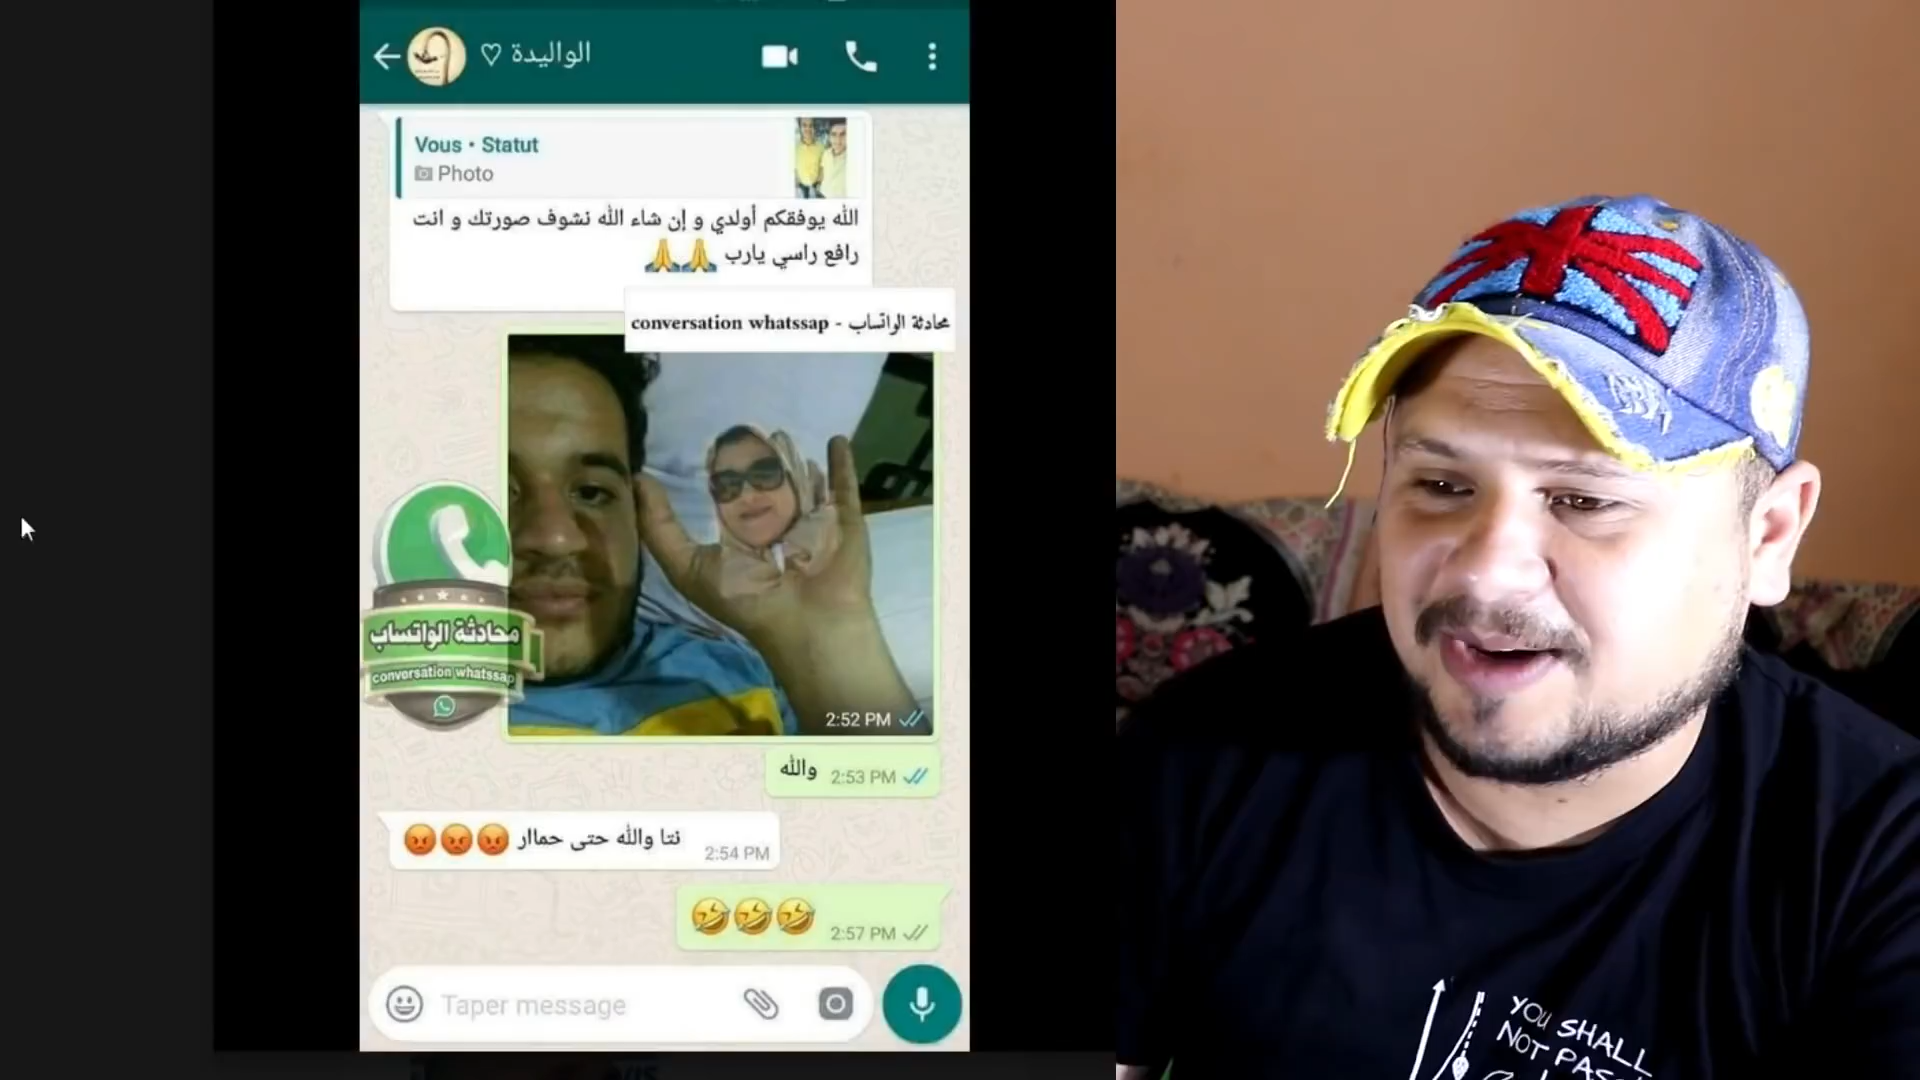 الواليدة ♡
Vous • Statut
Photo
الله يوفقكم أولدي و إن شاء الله نشوف صورتك و انت
رافع راسي يارب 🙏🙏
conversation whatssap - محادثة الواتساب
محادثة الواتساب
conversation whatssap
2:52 PM
والله 2:53 PM
نتا والله حتى حماار 😡😡😡 2:54 PM
🤣🤣🤣 2:57 PM
Taper message
YOU SHALL
NOT